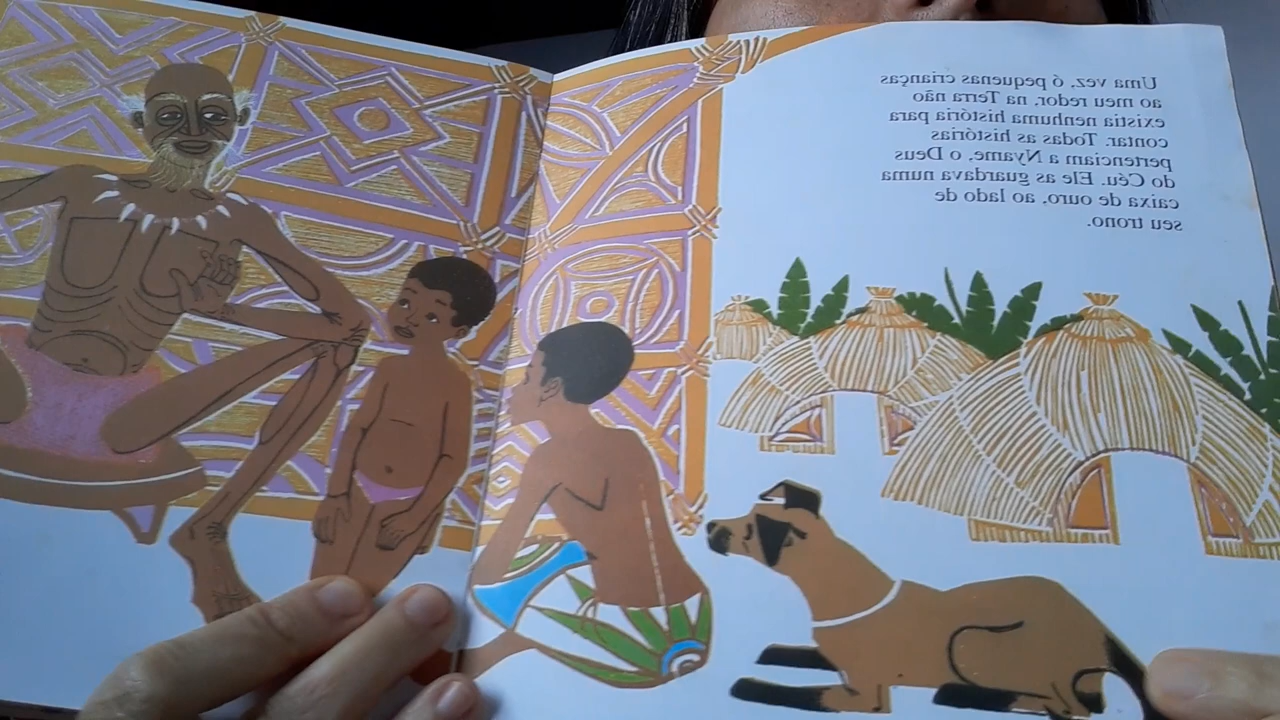 Uma vez, ó pequenas crianças
ao meu redor, na Terra não
existia nenhuma história para
contar. Todas as histórias
pertenciam a Nyame, o Deus
do Céu. Ele as guardava numa
caixa de ouro, ao lado de
seu trono.